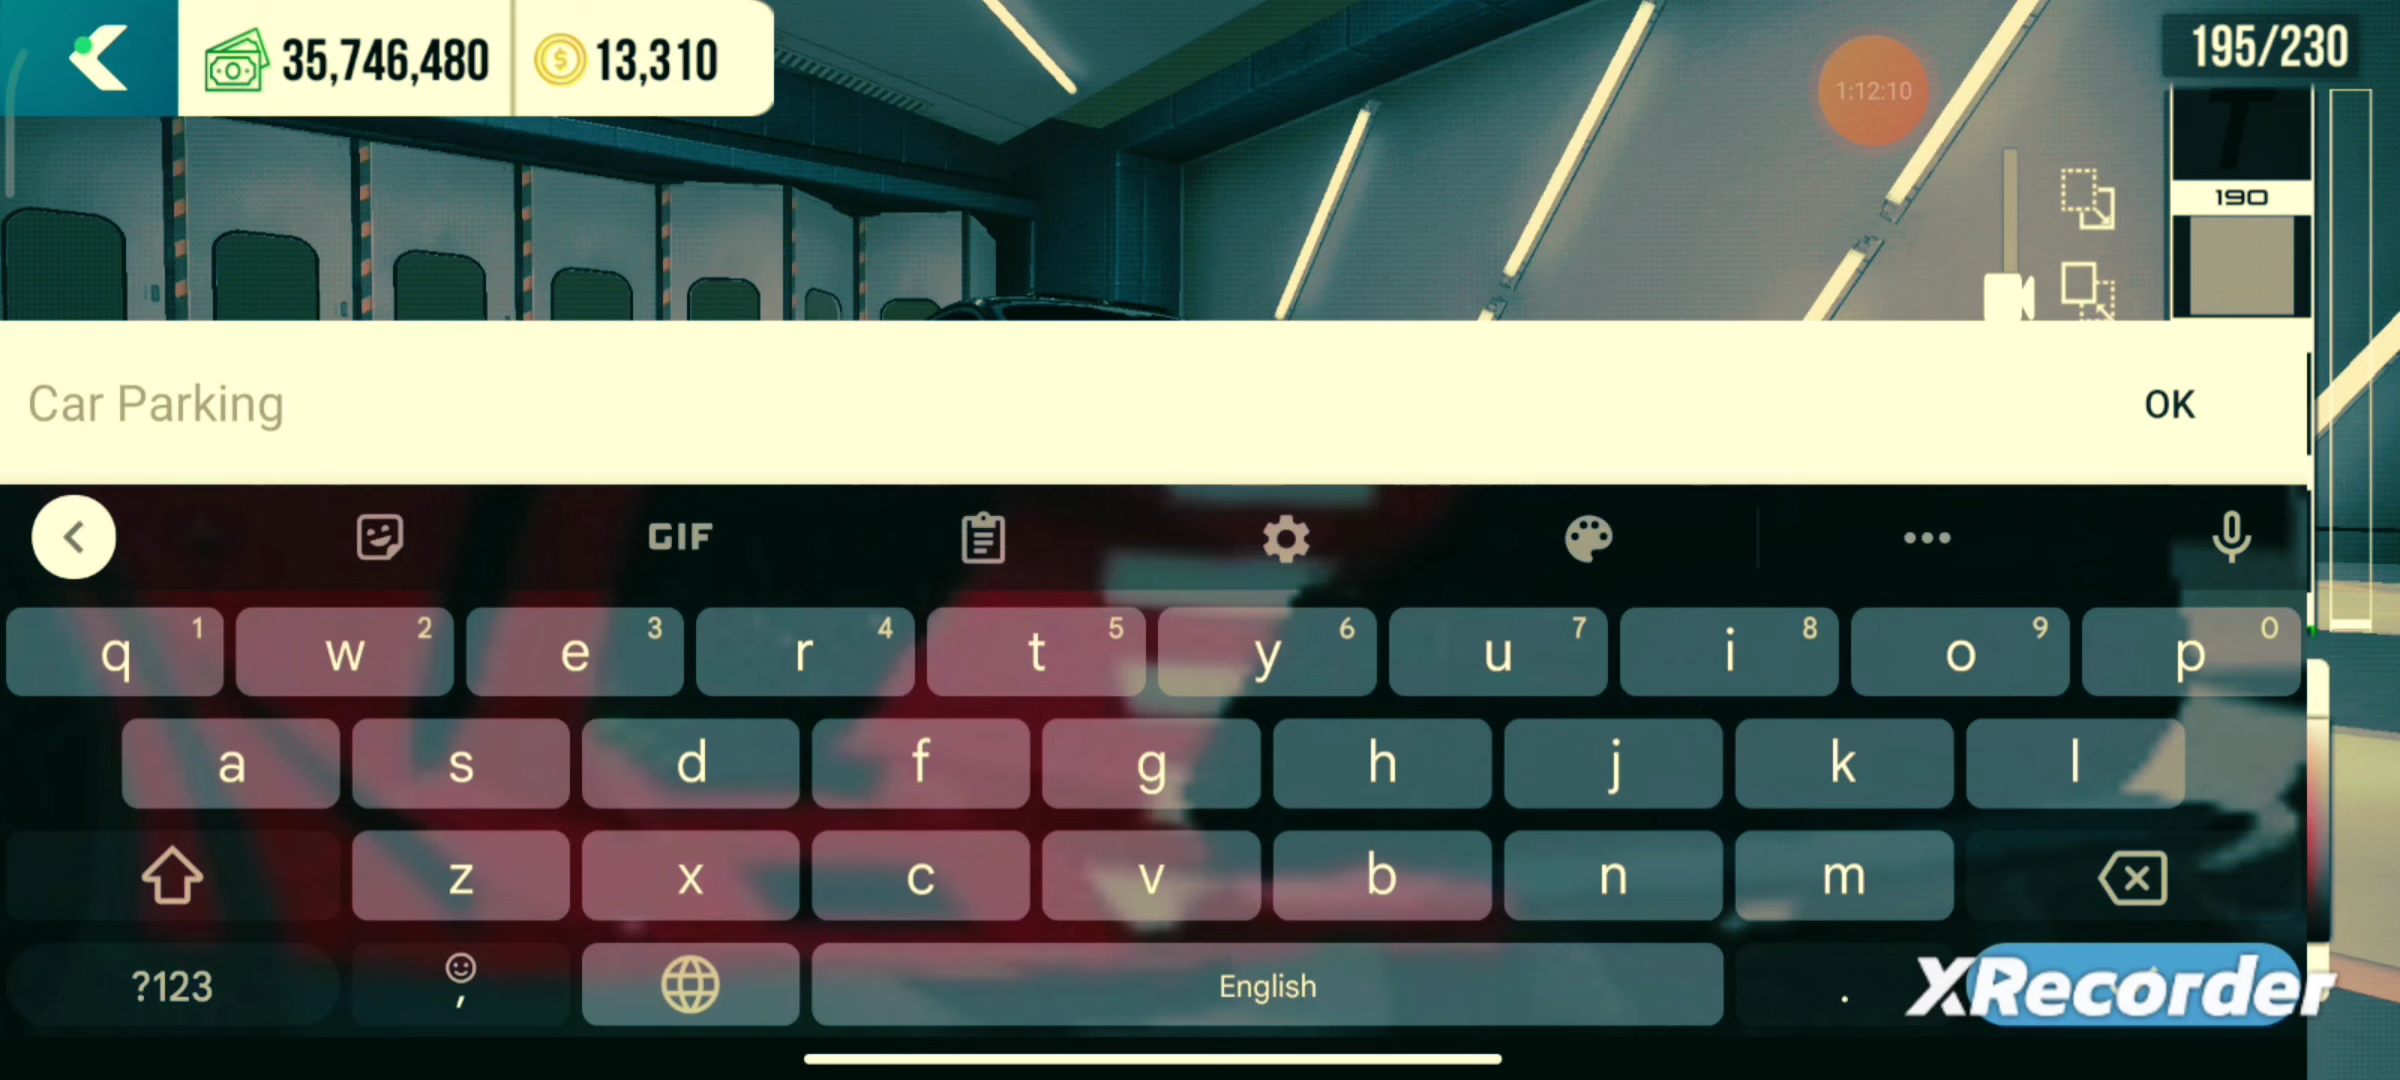 35,746,480 13,310 1:12:10 195/230
T
190
Car Parking OK
GIF
q 1 w 2 e 3 r 4 t 5 y 6 u 7 i 8 o 9 p 0
a s d f g h j k l
z x c v b n m
?123 , English . XRecorder